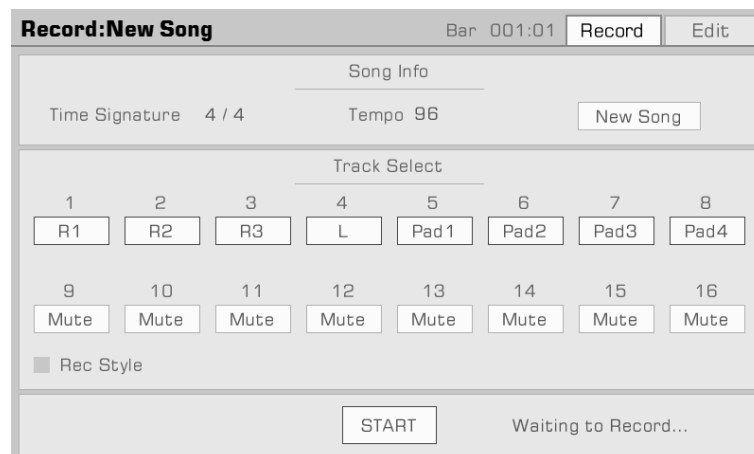 Record:New Song Bar 001:01 Record Edit
Song Info
Time Signature 4 / 4 Tempo 96 New Song
Track Select
1 2 3 4 5 6 7 8
R1 R2 R3 L Pad1 Pad2 Pad3 Pad4
9 10 11 12 13 14 15 16
Mute Mute Mute Mute Mute Mute Mute Mute
Rec Style
START Waiting to Record...